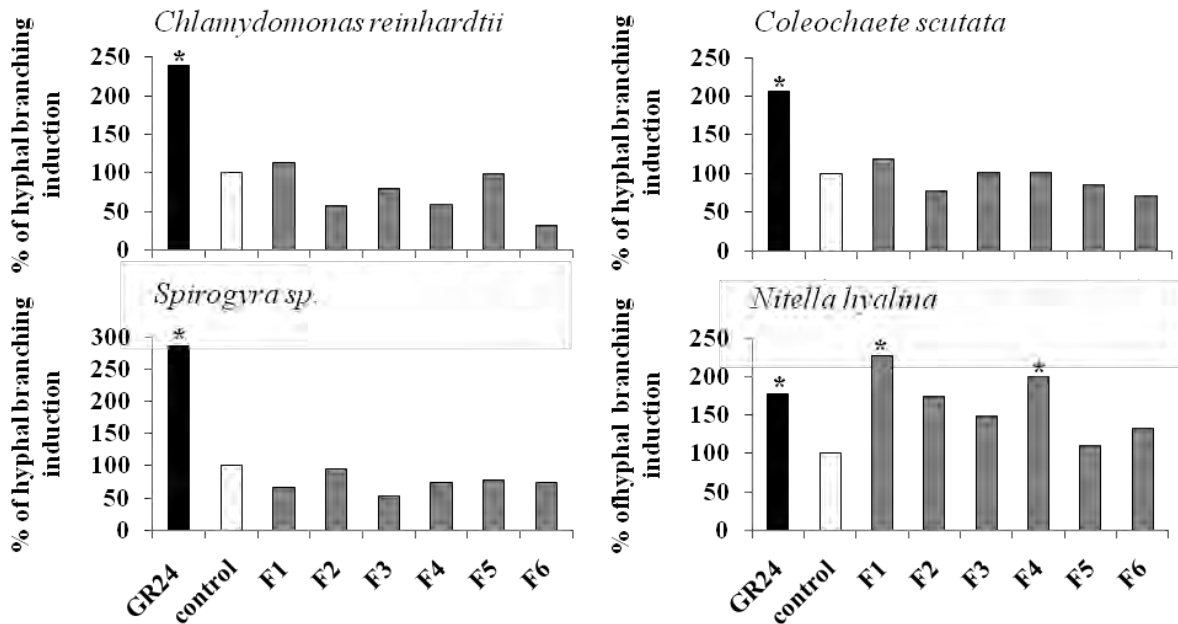 Chlamydomonas reinhardtii
% of hyphal branching
induction
250
200
150
100
50
0
*
Coleochaete scutata
% of hyphal branching
induction
250
200
150
100
50
0
*
Spirogyra sp.
% of hyphal branching
induction
300
250
200
150
100
50
0
*
GR24 control F1 F2 F3 F4 F5 F6
Nitella hyalina
% of hyphal branching
induction
250
200
150
100
50
0
* * *
GR24 control F1 F2 F3 F4 F5 F6